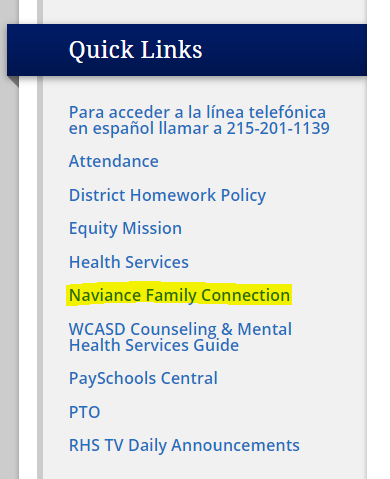 Quick Links
Para acceder a la línea telefónica
en español llamar a 215-201-1139
Attendance
District Homework Policy
Equity Mission
Health Services
Naviance Family Connection
WCASD Counseling & Mental
Health Services Guide
PaySchools Central
PTO
RHS TV Daily Announcements